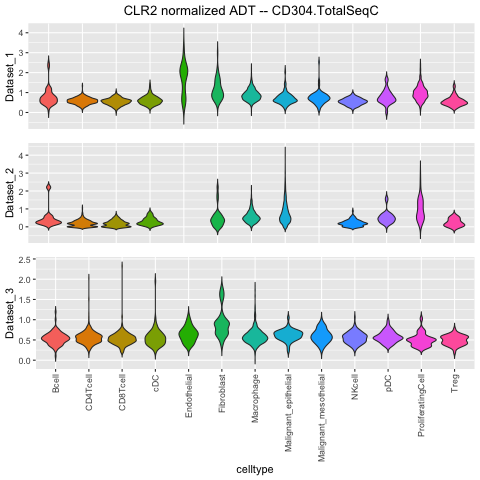 CLR2 normalized ADT -- CD304.TotalSeqC
Dataset_1
4
3
2
1
0
Dataset_2
4
3
2
1
0
Dataset_3
2.5
2.0
1.5
1.0
0.5
0.0
Bcell
CD4Tcell
CD8Tcell
cDC
Endothelial
Fibroblast
Macrophage
Malignant_epithelial
Malignant_mesothelial
NKcell
pDC
ProliferatingCell
Treg
celltype